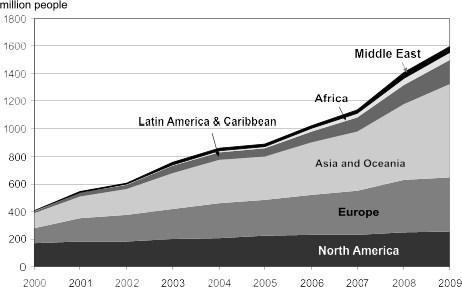 million people
1800
1600
1400
1200
1000
800
600
400
200
0
Middle East
Africa
Latin America & Caribbean
Asia and Oceania
Europe
North America
2000 2001 2002 2003 2004 2005 2006 2007 2008 2009